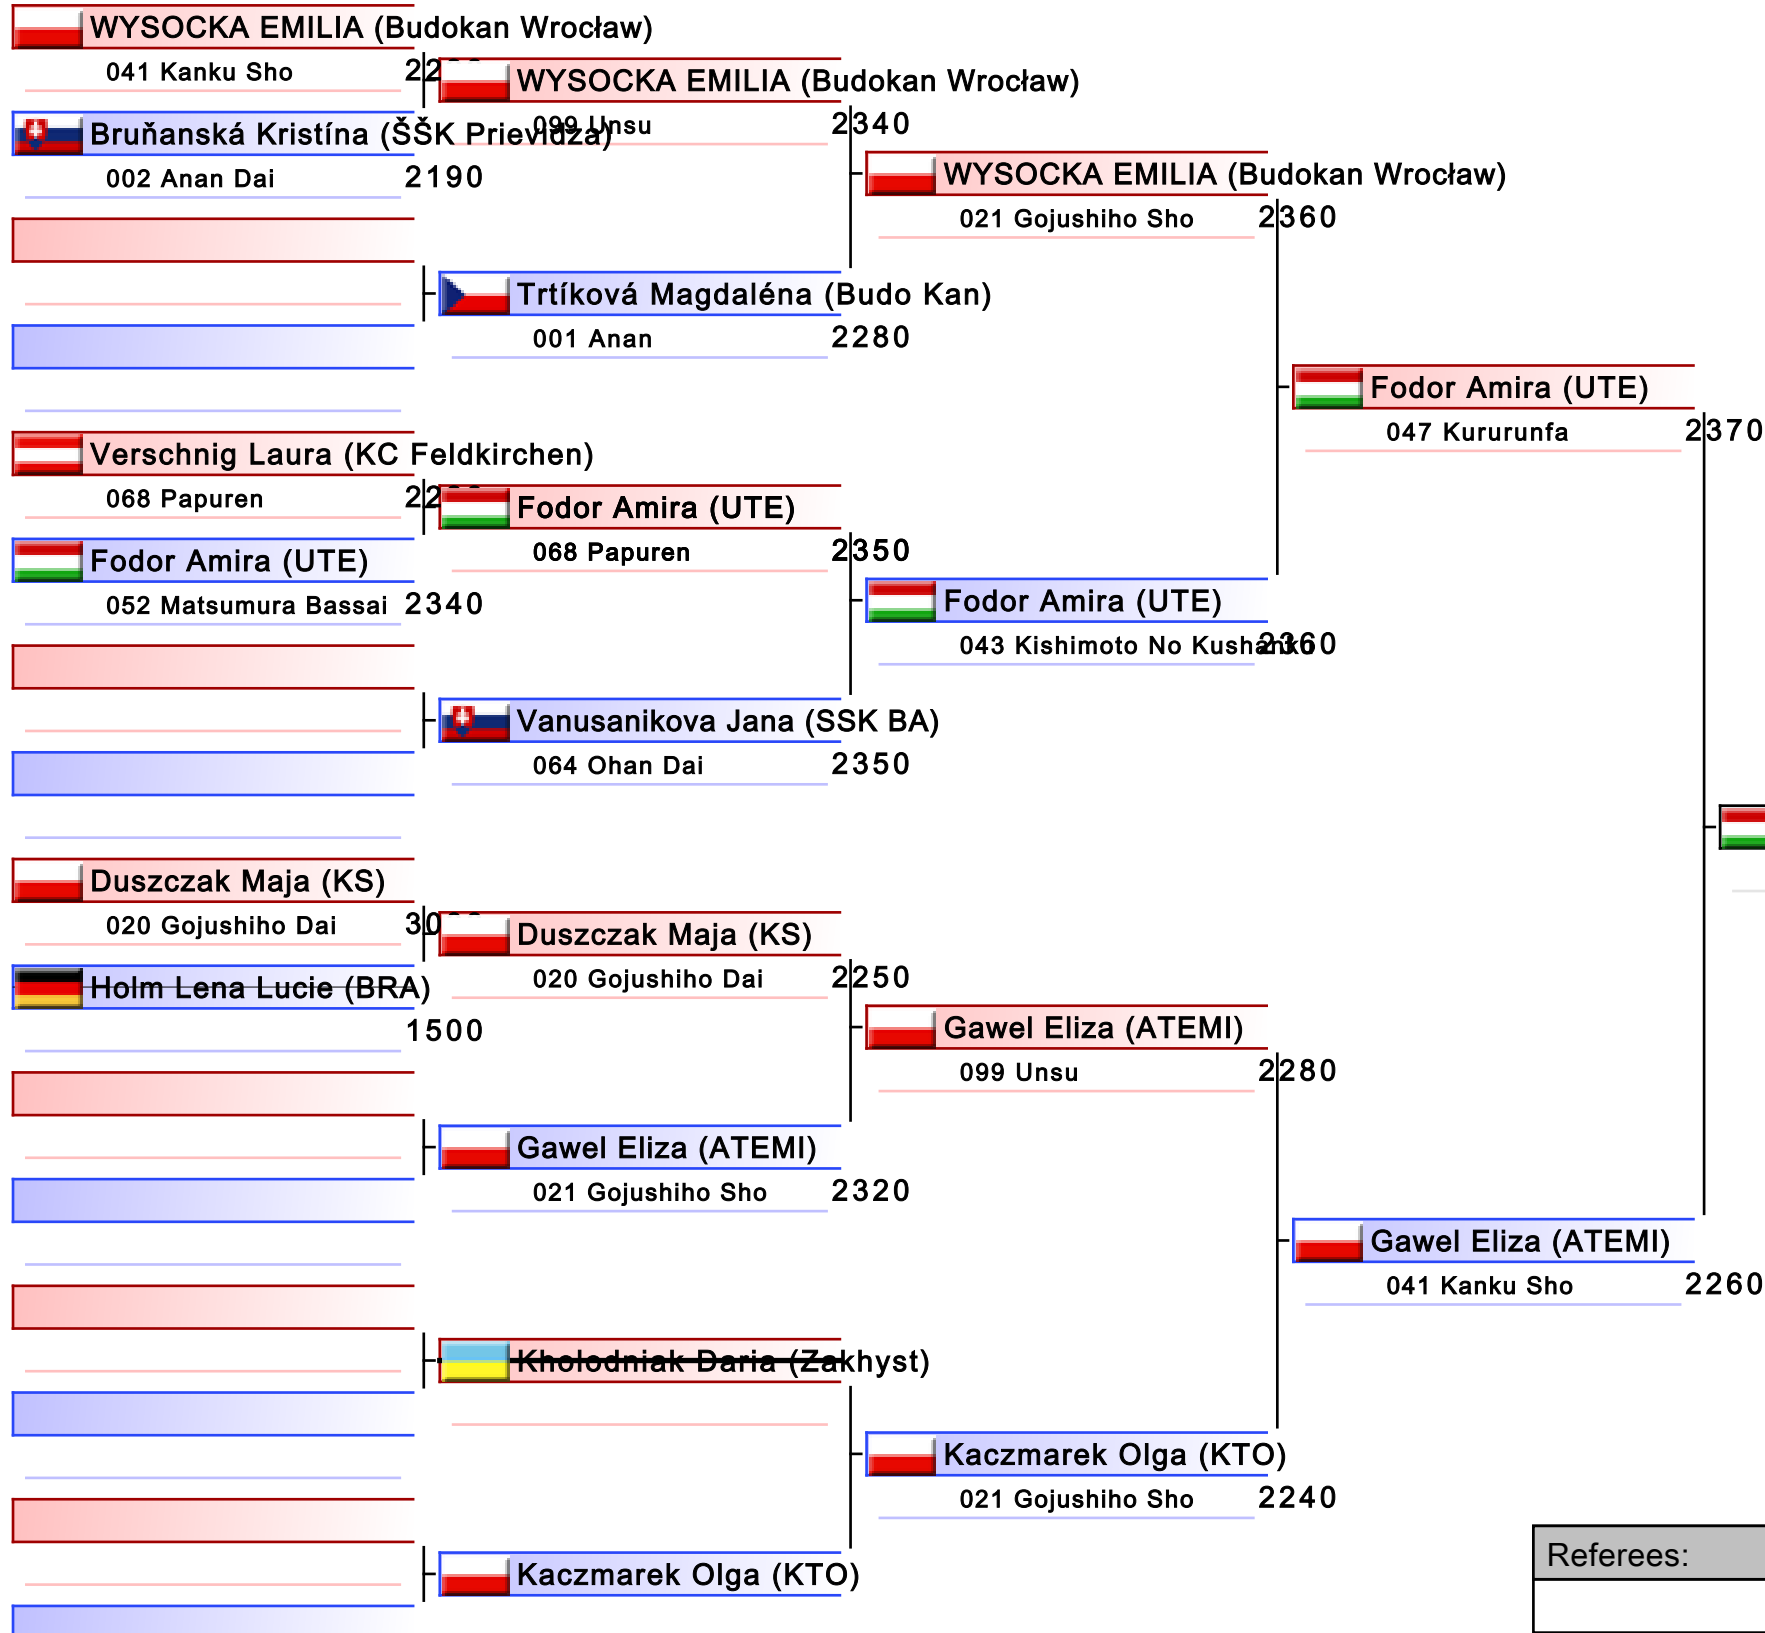 WYSOCKA EMILIA (Budokan Wrocław)
041 Kanku Sho
Bruňanská Kristína (ŠŠK Prievidza)
002 Anan Dai 2190
Verschnig Laura (KC Feldkirchen)
068 Papuren
Fodor Amira (UTE)
052 Matsumura Bassai 2340
Duszczak Maja (KS)
020 Gojushiho Dai
Holm Lena Lucie (BRA)
1500
WYSOCKA EMILIA (Budokan Wrocław)
099 Unsu 2340
Trtíková Magdaléna (Budo Kan)
001 Anan 2280
Fodor Amira (UTE)
068 Papuren 2350
Vanusanikova Jana (SSK BA)
064 Ohan Dai 2350
Duszczak Maja (KS)
020 Gojushiho Dai 2250
Gawel Eliza (ATEMI)
021 Gojushiho Sho 2320
Kholodniak Daria (Zakhyst)
Kaczmarek Olga (KTO)
WYSOCKA EMILIA (Budokan Wrocław)
021 Gojushiho Sho 2360
Fodor Amira (UTE)
043 Kishimoto No Kushanku 2360
Gawel Eliza (ATEMI)
099 Unsu 2280
Kaczmarek Olga (KTO)
021 Gojushiho Sho 2240
Fodor Amira (UTE)
047 Kururunfa 2370
Gawel Eliza (ATEMI)
041 Kanku Sho 2260
Referees: